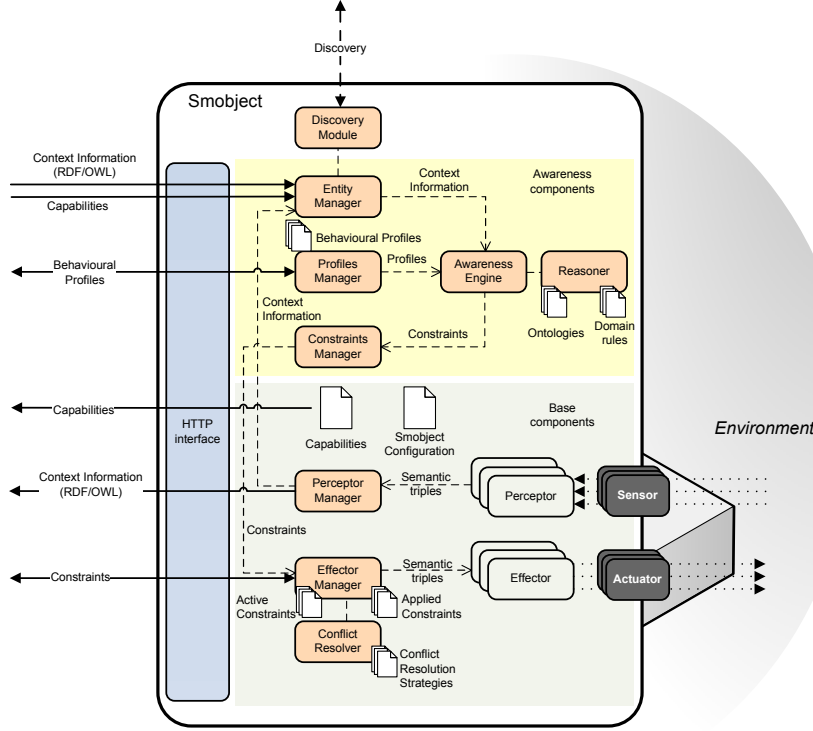 Discovery
Smobject
Discovery
Module
Context Information
(RDF/OWL)
Capabilities
Entity
Manager
Context
Information
Awareness
components
Behavioural Profiles
Behavioural
Profiles
Profiles
Manager
Profiles
Awareness
Engine
Reasoner
Context
Information
Ontologies
Domain
rules
Constraints
Manager
Constraints
Capabilities
HTTP
interface
Capabilities
Smobject
Configuration
Base
components
Environment
Context Information
(RDF/OWL)
Perceptor
Manager
Semantic
triples
Perceptor
Sensor
Constraints
Constraints
Effector
Manager
Semantic
triples
Effector
Actuator
Active
Constraints
Applied
Constraints
Conflict
Resolver
Conflict
Resolution
Strategies